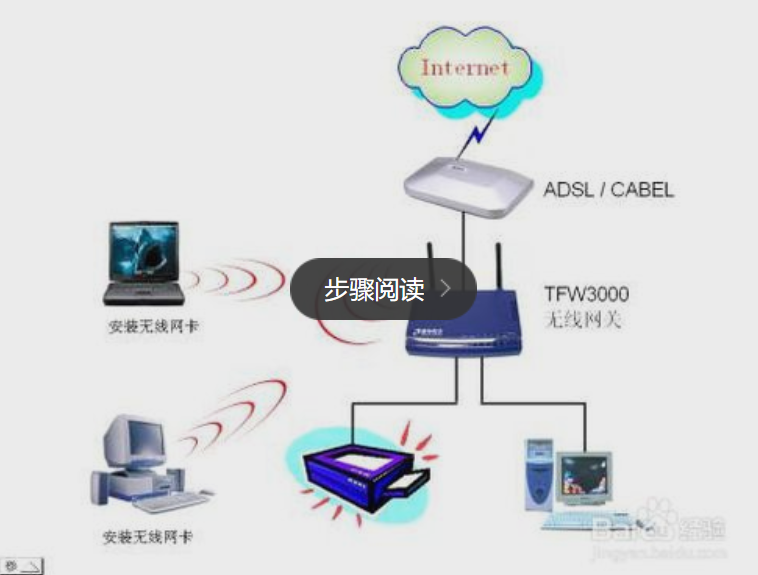 Internet
ADSL / CABEL
步骤阅读
TFW3000
无线网关
安装无线网卡
安装无线网卡
Baidu 经验
jingyan.baidu.com